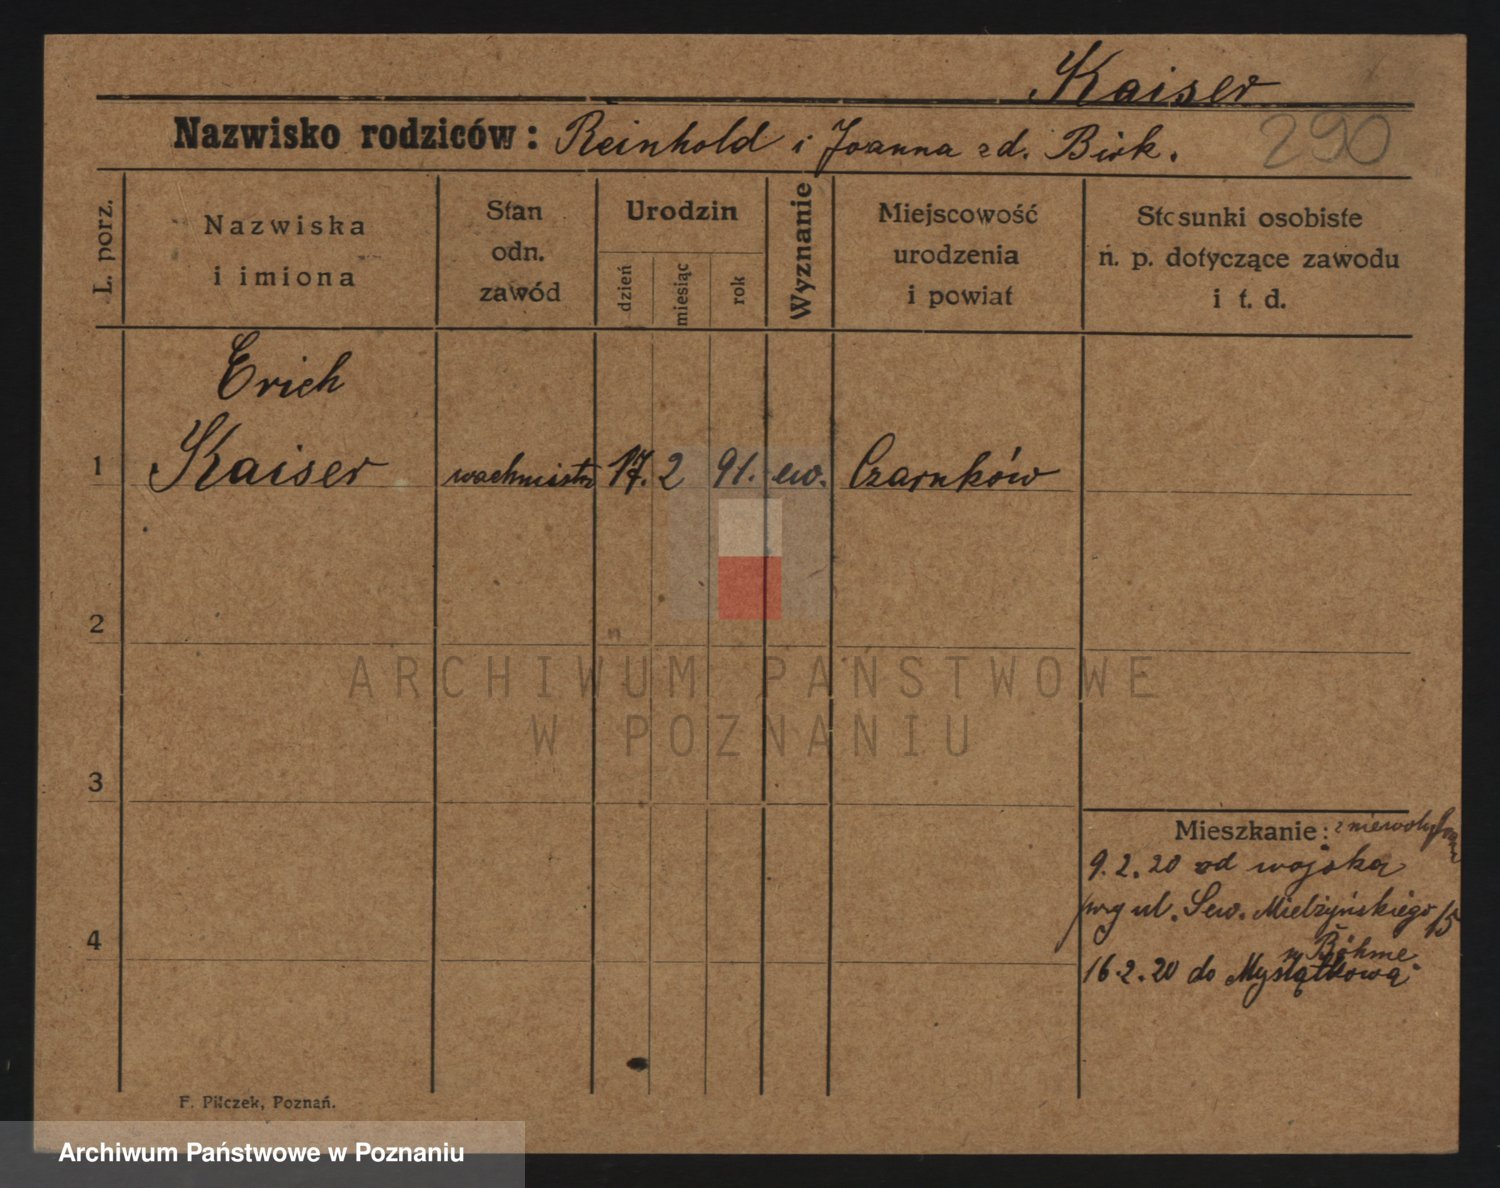 Kaiser
Nazwisko rodziców: Reinhold i Joanna zd. Birk.
290
L. porz.
Nazwiska
i imiona
Stan
odn.
zawód
Urodzin
dzień
miesiąc
rok
Wyznanie
Miejscowość
urodzenia
i powiat
Stosunki osobiste
n. p. dotyczące zawodu
i t. d.
Erich
1 Kaiser wachmistrz 17. 2 91. ew. Czarnków
2
3
4
Mieszkanie: z niewoly
9.2.20 od wojska
ul. Sew. Mielżyńskiego 15
Böhme
16.2.20 do
F. Pilczek, Poznań.
ARCHIWUM PAŃSTWOWE
W POZNANIU
Archiwum Państwowe w Poznaniu